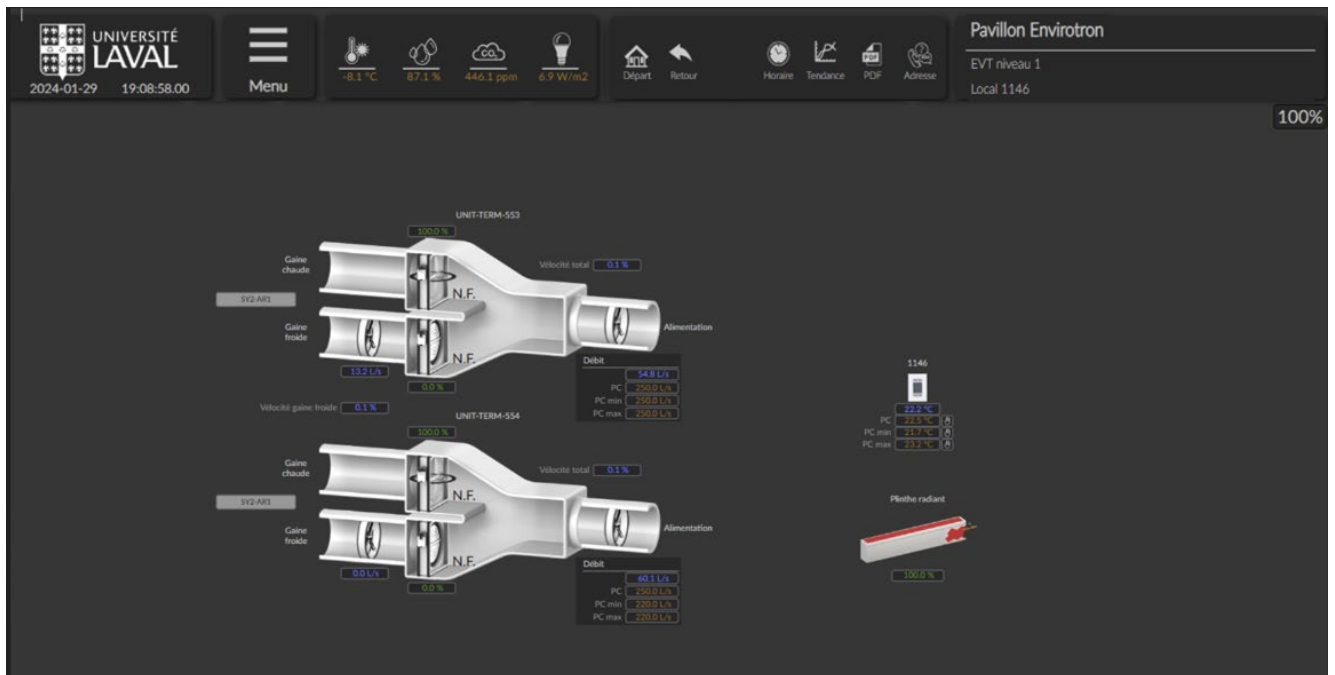 UNIVERSITÉ
LAVAL
2024-01-29 19:08:58.00
Menu
-8.1 °C
87.1 %
CO₂
446.1 ppm
6.9 W/m2
Départ
Retour
Horaire
Tendance
PDF
PDF
Adresse
Pavillon Envirotron
EVT niveau 1
Local 1146
100%
UNIT-TERM-553
100.0 %
Gaine
chaude
Vélocité total 0.1 %
N.F.
SY2-AR1
Gaine
froide
Alimentation
N.F.
13.2 L/s
0.0 %
Débit
54.8 L/s
PC 250.0 L/s
PC min 250.0 L/s
PC max 250.0 L/s
Vélocité gaine froide 0.1 %
1146
22.2 °C
PC 22.5 °C
PC min 21.7 °C
PC max 23.2 °C
UNIT-TERM-554
100.0 %
Gaine
chaude
Vélocité total 0.1 %
N.F.
SY2-AR1
Gaine
froide
Alimentation
N.F.
0.0 L/s
0.0 %
Débit
60.1 L/s
PC 250.0 L/s
PC min 220.0 L/s
PC max 220.0 L/s
Plinthe radiant
100.0 %